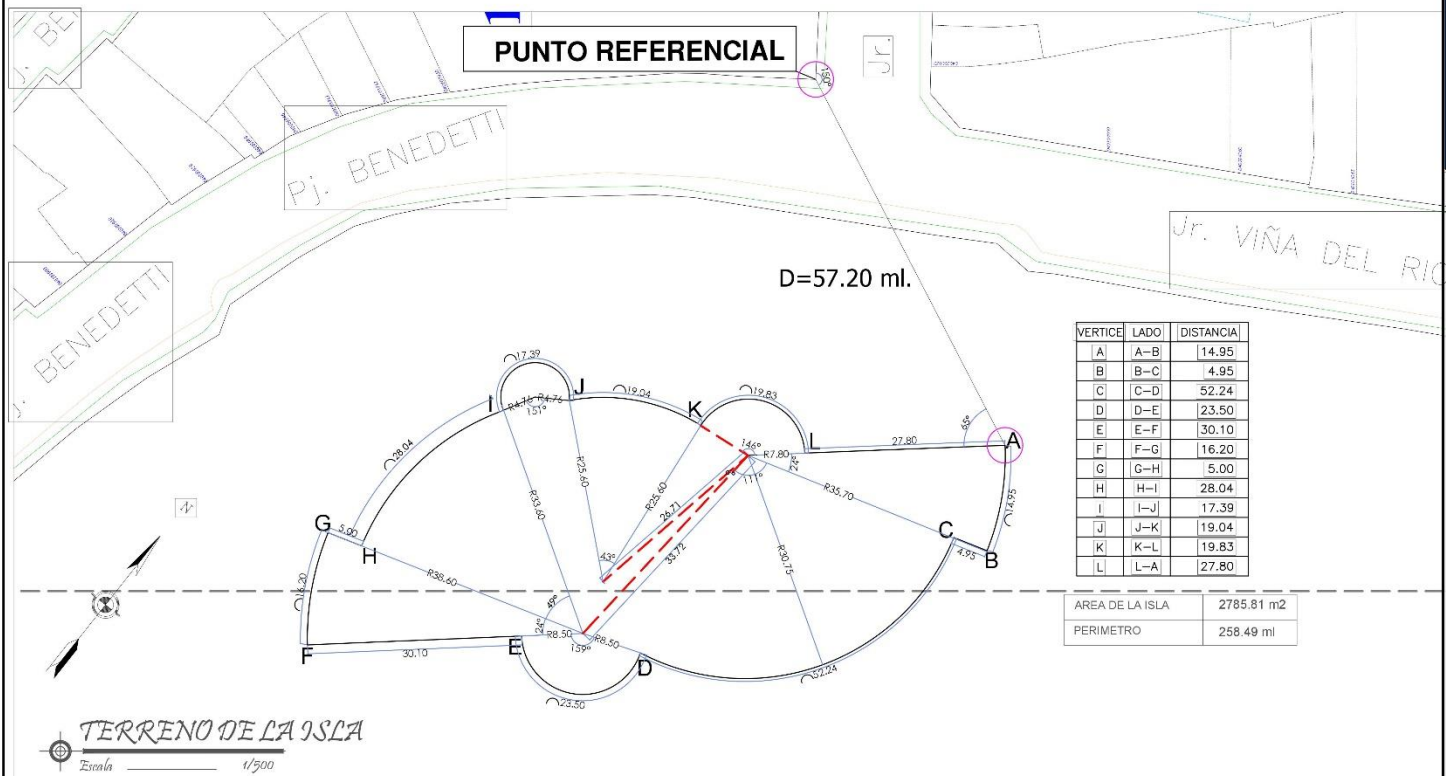 PUNTO REFERENCIAL
150°
Jr.
Pj. BENEDETTI
Jr. VIÑA DEL RIO
BENEDETTI
D=57.20 ml.
65°
A
B
C
D
E
F
G
H
I
J
K
L
17.39
R4.76
R4.76
151°
19.04
19.83
146°
R7.80
24°
27.80
111°
R35.70
14.95
4.95
28.04
R33.60
R25.60
R25.60
26.71
33.72
R30.75
43°
5.00
R38.60
49°
24°
16.20
30.10
R8.50
R8.50
159°
23.50
52.24
N
VERTICE LADO DISTANCIA
A A-B 14.95
B B-C 4.95
C C-D 52.24
D D-E 23.50
E E-F 30.10
F F-G 16.20
G G-H 5.00
H H-I 28.04
I I-J 17.39
J J-K 19.04
K K-L 19.83
L L-A 27.80
AREA DE LA ISLA 2785.81 m2
PERIMETRO 258.49 ml
TERRENO DE LA ISLA
Escala 1/500